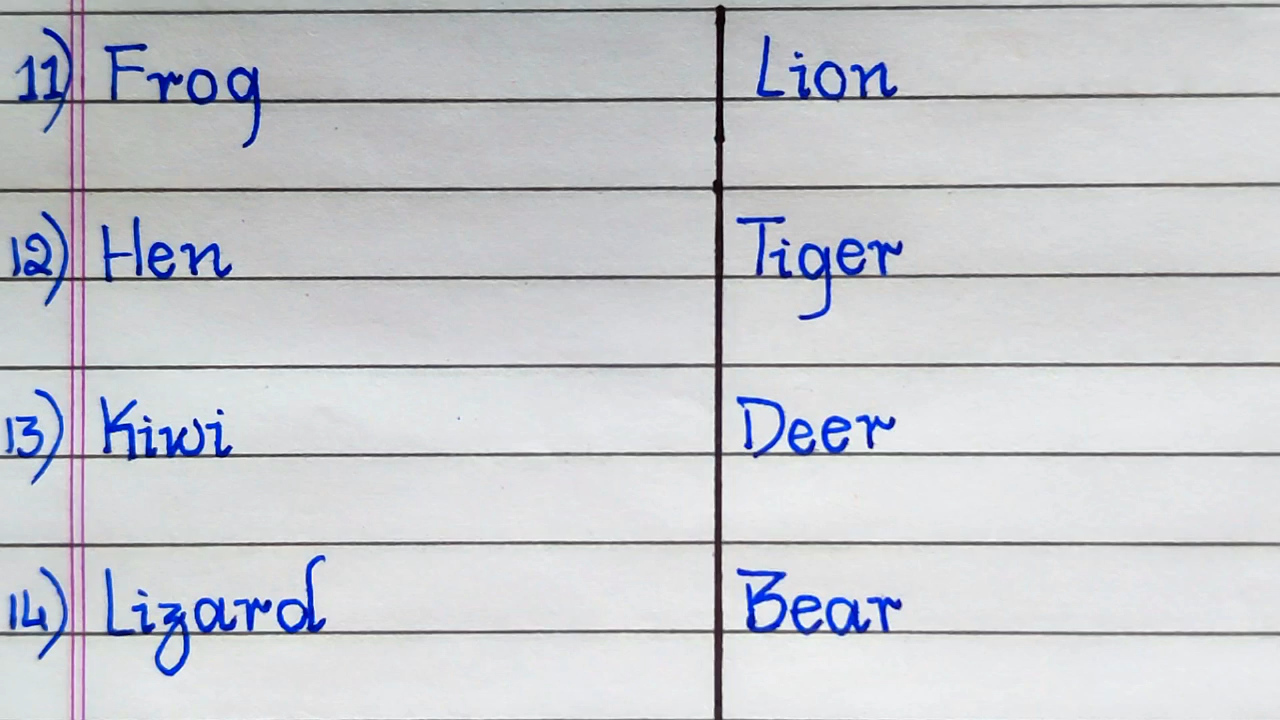 11) Frog Lion
12) Hen Tiger
13) Kiwi Deer
14) Lizard Bear